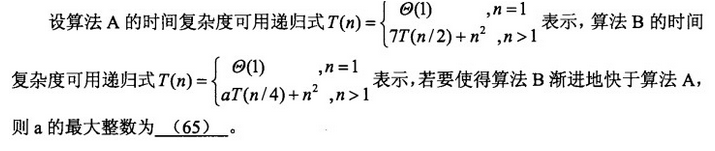 设算法 A 的时间复杂度可用递归式 T(n) = { Θ(1) , n=1 7T(n/2)+n² , n>1 表示，算法 B 的时间
复杂度可用递归式 T(n) = { Θ(1) , n=1 aT(n/4)+n² , n>1 表示，若要使得算法 B 渐进地快于算法 A，
则 a 的最大整数为 （65） 。